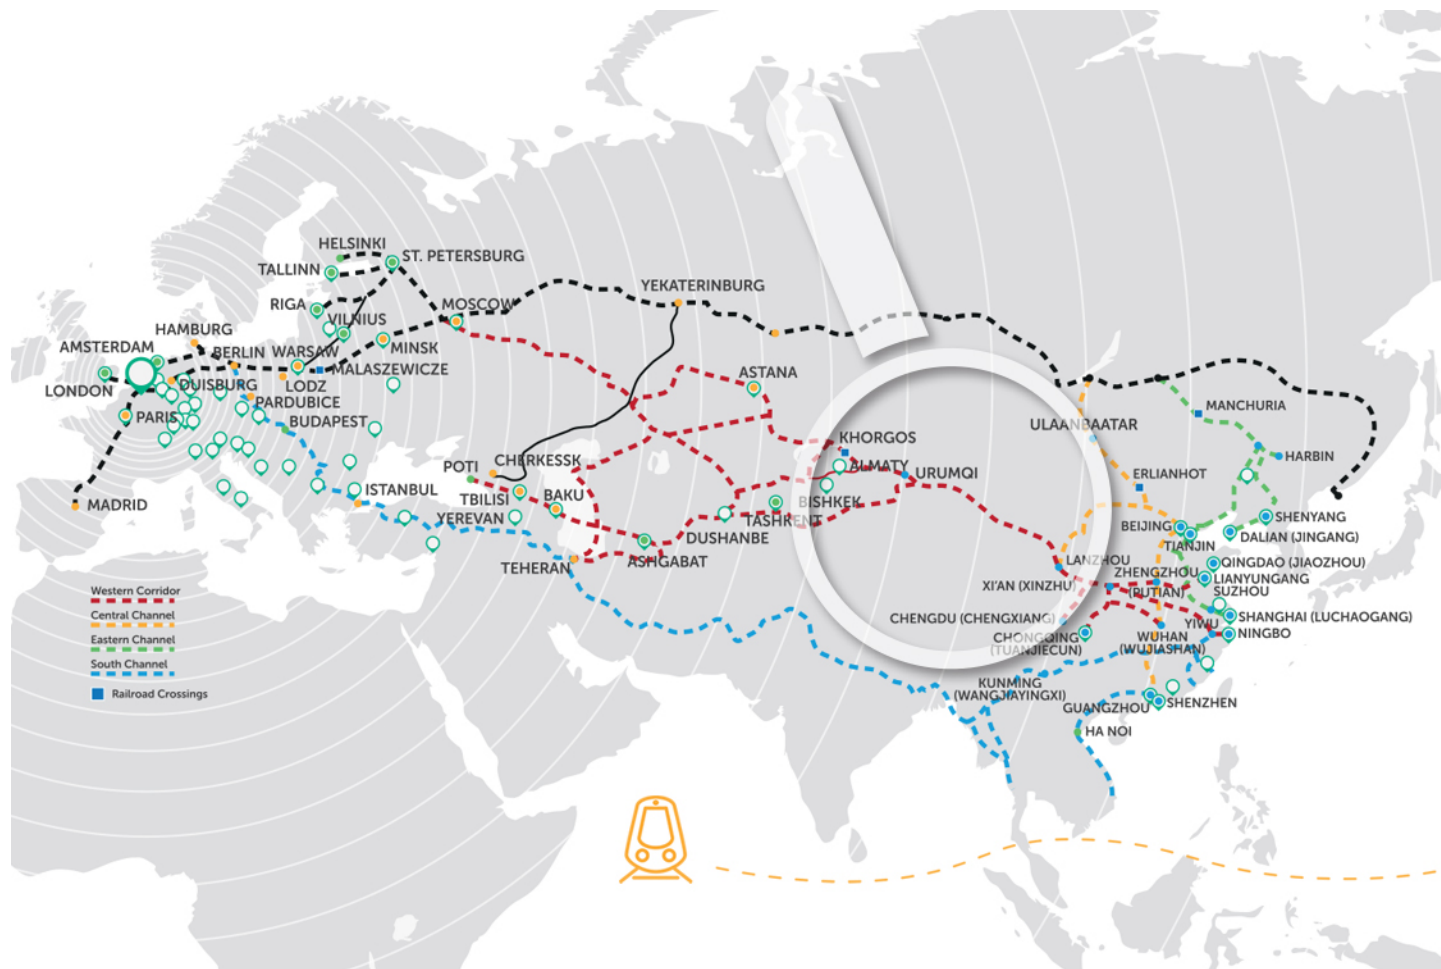 HELSINKI
ST. PETERSBURG
TALLINN
YEKATERINBURG
RIGA
MOSCOW
VILNIUS
HAMBURG
AMSTERDAM
BERLIN
WARSAW
MINSK
MALASZEWICZE
LONDON
DUISBURG
LODZ
PARDUBICE
ASTANA
PARIS
BUDAPEST
MANCHURIA
ULAANBAATAR
KHORGOS
HARBIN
POTI
CHERKESSK
ALMATY
URUMQI
ERLIANHOT
ISTANBUL
TBILISI
BAKU
BISHKEK
MADRID
YEREVAN
TASHKENT
BEIJING
SHENYANG
DUSHANBE
TIANJIN
DALIAN (JINGANG)
TEHERAN
ASHGABAT
LANZHOU
QINGDAO (JIAOZHOU)
ZHENGZHOU
(PUTIAN)
LIANYUNGANG
XI'AN (XINZHU)
SUZHOU
Western Corridor
Central Channel
Eastern Channel
South Channel
Railroad Crossings
CHENGDU (CHENGXIANG)
SHANGHAI (LUCHAOGANG)
YIWU
NINGBO
CHONGQING
(TUANJIECUN)
WUHAN
(WUJIASHAN)
KUNMING
(WANGJIAYINGXI)
GUANGZHOU
SHENZHEN
HA NOI